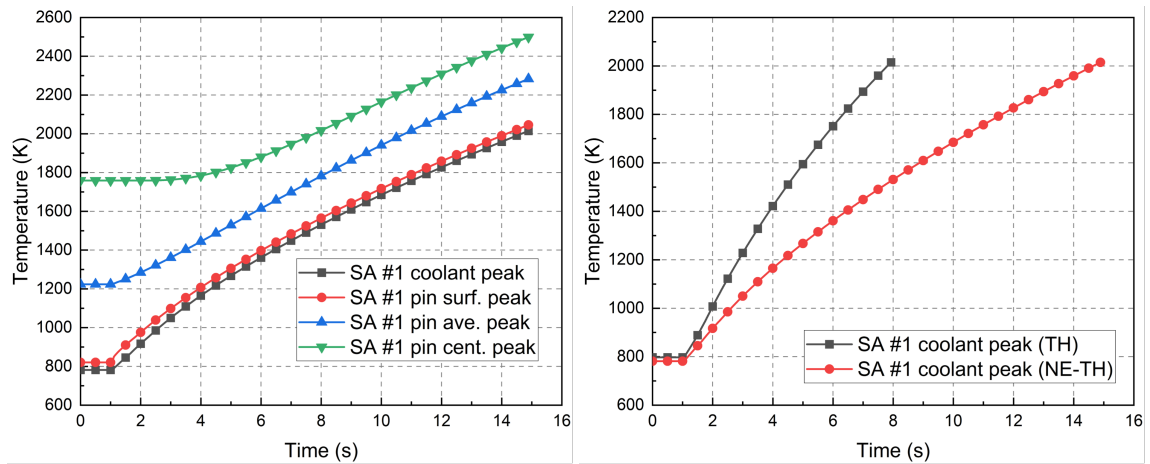 2600
2400
2200
2000
1800
1600
1400
1200
1000
800
600
Temperature (K)
SA #1 coolant peak
SA #1 pin surf. peak
SA #1 pin ave. peak
SA #1 pin cent. peak
0 2 4 6 8 10 12 14 16
Time (s)
2200
2000
1800
1600
1400
1200
1000
800
600
Temperature (K)
SA #1 coolant peak (TH)
SA #1 coolant peak (NE-TH)
0 2 4 6 8 10 12 14 16
Time (s)